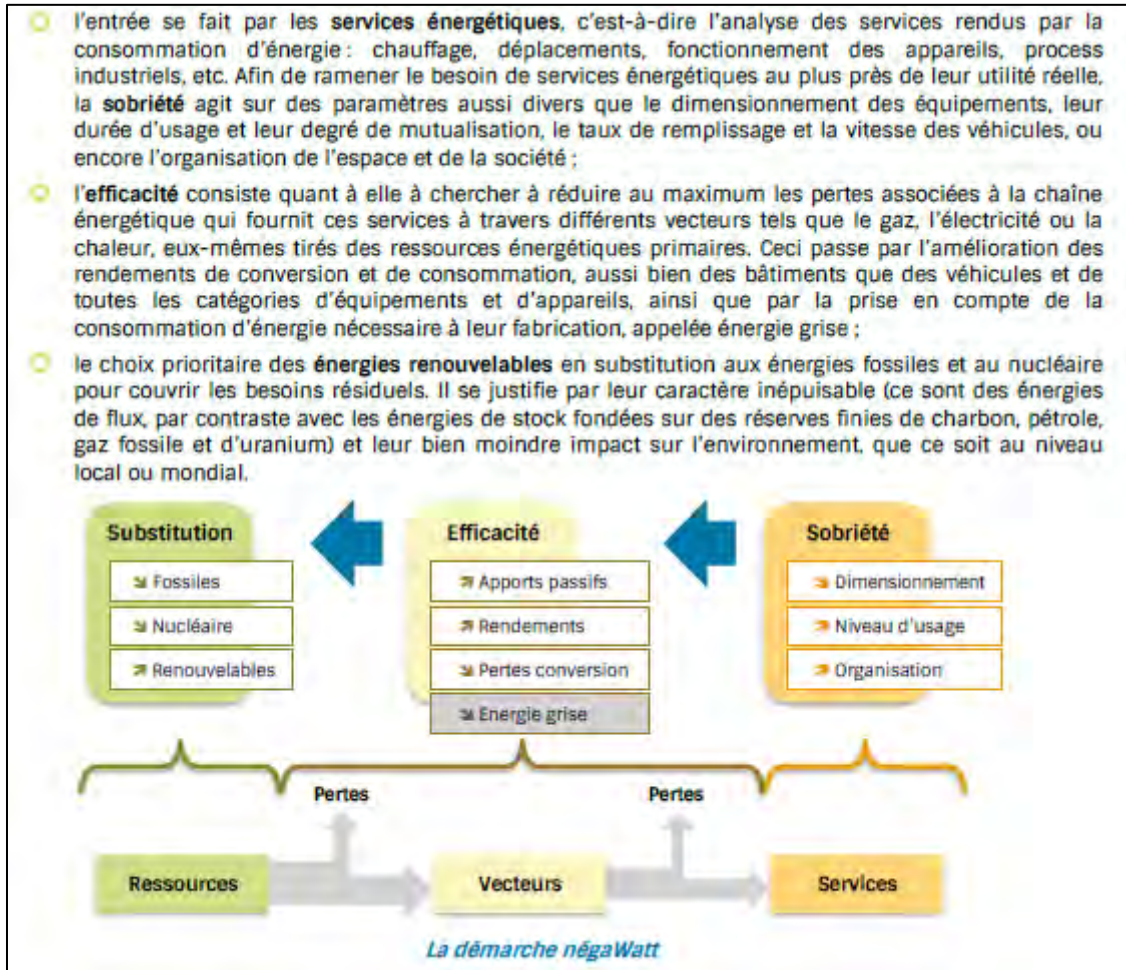 l'entrée se fait par les services énergétiques, c'est-à-dire l'analyse des services rendus par la
consommation d'énergie : chauffage, déplacements, fonctionnement des appareils, process
industriels, etc. Afin de ramener le besoin de services énergétiques au plus près de leur utilité réelle,
la sobriété agit sur des paramètres aussi divers que le dimensionnement des équipements, leur
durée d'usage et leur degré de mutualisation, le taux de remplissage et la vitesse des véhicules, ou
encore l'organisation de l'espace et de la société ;
l'efficacité consiste quant à elle à chercher à réduire au maximum les pertes associées à la chaîne
énergétique qui fournit ces services à travers différents vecteurs tels que le gaz, l'électricité ou la
chaleur, eux-mêmes tirés des ressources énergétiques primaires. Ceci passe par l'amélioration des
rendements de conversion et de consommation, aussi bien des bâtiments que des véhicules et de
toutes les catégories d'équipements et d'appareils, ainsi que par la prise en compte de la
consommation d'énergie nécessaire à leur fabrication, appelée énergie grise ;
le choix prioritaire des énergies renouvelables en substitution aux énergies fossiles et au nucléaire
pour couvrir les besoins résiduels. Il se justifie par leur caractère inépuisable (ce sont des énergies
de flux, par contraste avec les énergies de stock fondées sur des réserves finies de charbon, pétrole,
gaz fossile et d'uranium) et leur bien moindre impact sur l'environnement, que ce soit au niveau
local ou mondial.
Substitution
Fossiles
Nucléaire
Renouvelables
Efficacité
Apports passifs
Rendements
Pertes conversion
Energie grise
Sobriété
Dimensionnement
Niveau d'usage
Organisation
Pertes
Pertes
Ressources
Vecteurs
Services
La démarche négaWatt